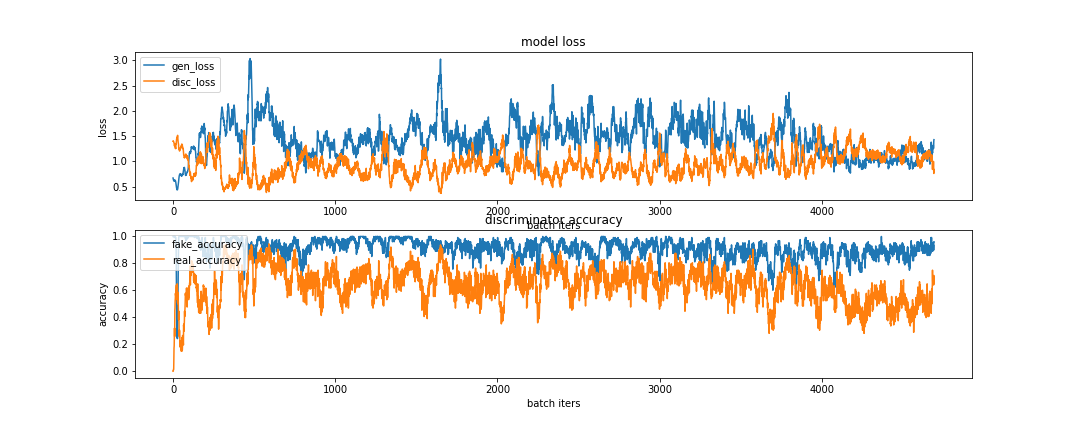 model loss
3.0
2.5
2.0
1.5
1.0
0.5
loss
gen_loss
disc_loss
0
1000
2000
3000
4000
batch iters
discriminator accuracy
1.0
0.8
0.6
0.4
0.2
0.0
accuracy
fake_accuracy
real_accuracy
0
1000
2000
3000
4000
batch iters